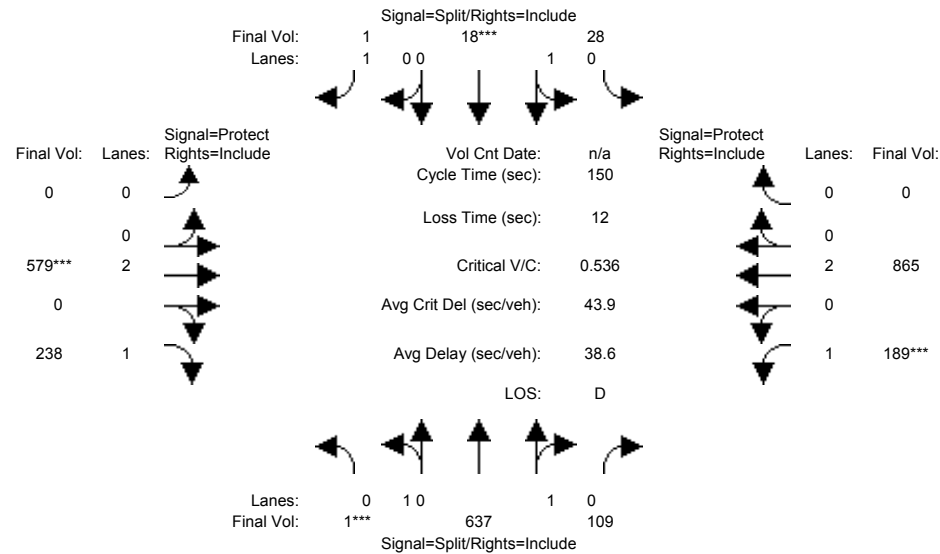 Signal=Split/Rights=Include
Final Vol: 1 18*** 28
Lanes: 1 0 0 1 0
Signal=Protect Signal=Protect
Final Vol: Lanes: Rights=Include Vol Cnt Date: n/a Rights=Include Lanes: Final Vol:
Cycle Time (sec): 150
0 0 0 0
Loss Time (sec): 12
0 0
579*** 2 Critical V/C: 0.536 2 865
0 Avg Crit Del (sec/veh): 43.9 0
238 1 Avg Delay (sec/veh): 38.6 1 189***
LOS: D
Lanes: 0 1 0 1 0
Final Vol: 1*** 637 109
Signal=Split/Rights=Include